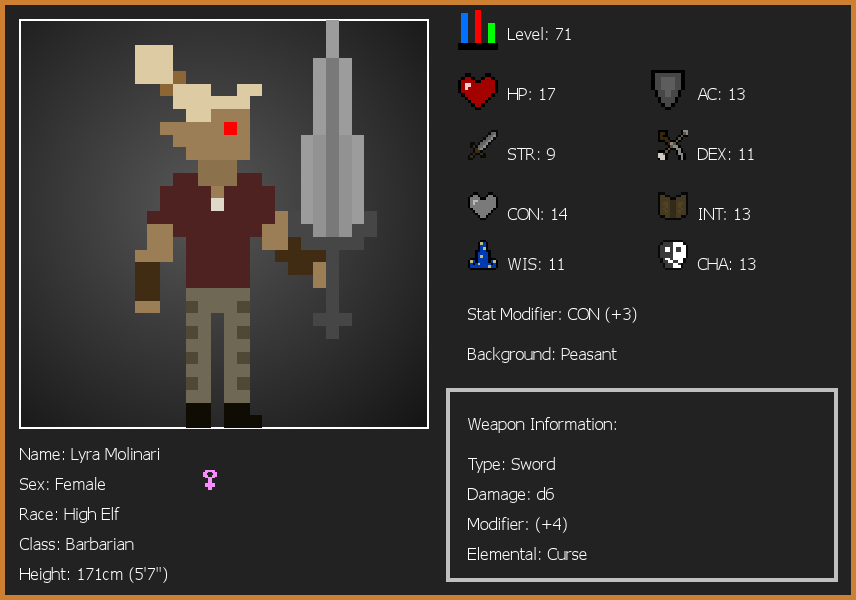 Level: 71
HP: 17
AC: 13
STR: 9
DEX: 11
CON: 14
INT: 13
WIS: 11
CHA: 13
Stat Modifier: CON (+3)
Background: Peasant
Weapon Information:
Type: Sword
Damage: d6
Modifier: (+4)
Elemental: Curse
Name: Lyra Molinari
Sex: Female
Race: High Elf
Class: Barbarian
Height: 171cm (5'7")